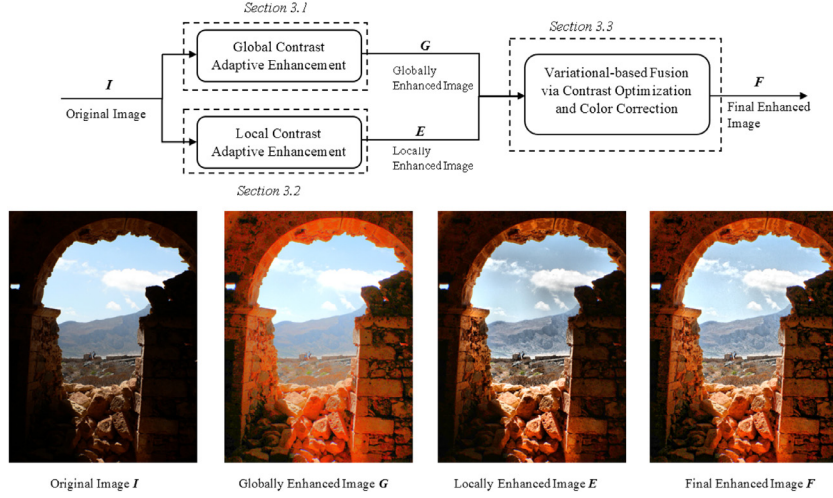 Section 3.1
Global Contrast
Adaptive Enhancement
G
Globally
Enhanced Image
I
Original Image
Local Contrast
Adaptive Enhancement
E
Locally
Enhanced Image
Section 3.2
Section 3.3
Variational-based Fusion
via Contrast Optimization
and Color Correction
F
Final Enhanced
Image
Original Image I
Globally Enhanced Image G
Locally Enhanced Image E
Final Enhanced Image F